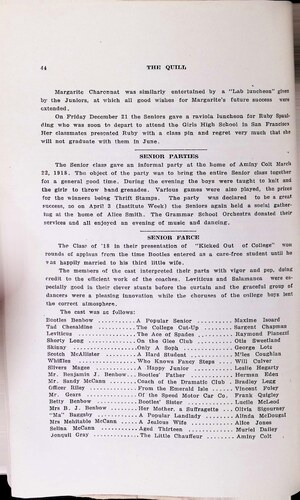 44 THE QUILL
Margarite Charonnat was similarly entertained by a "Lab luncheon" given
by the Juniors, at which all good wishes for Margarite's future success were
extended.
On Friday December 21 the Seniors gave a raviola luncheon for Ruby Spauld-
ing who was soon to depart to attend the Girls High School in San Francisco
Her classmates presented Ruby with a class pin and regret very much that she
will not graduate with them in June.
SENIOR PARTIES
The Senior class gave an informal party at the home of Aminy Colt March
22, 1918. The object of the party was to bring the entire Senior class together
for a general good time. During the evening the boys were taught to knit and
the girls to throw hand grenades. Various games were also played, the prizes
for the winners being Thrift Stamps. The party was declared to be a great
success, so on April 3 (Institute Week) the Seniors again held a social gather-
ing at the home of Alice Smith. The Grammar School Orchestra donated their
services and all enjoyed an evening of music and dancing.
SENIOR FARCE
The Class of '18 in their presentation of "Kicked Out of College" won
rounds of applous from the time Bootles entered as a care-free student until he
was happily married to his third little wife.
The members of the cast interpreted their parts with vigor and pop, doing
credit to the efficient work of the coaches. Leviticus and Salamanca were es-
pecially good in their clever stunts before the curtain and the graceful group of
dancers were a pleasing innovation while the choruses of the college boys lent
the correct atmosphere.
The cast was as follows:
Bootles Benbow .......... A Popular Senior .......... Maxine Isoard
Tad Cheseldine .......... The College Cut-Up .......... Sargent Chapman
Leviticus .......... The Ace of Spades .......... Raymond
Shorty Long .......... On the Glee Club .......... Otis Sweetland
Skinny .......... Only A Soph .......... George Lotz
Scotch McAllister .......... A Hard Student .......... M'les Coughlan
Whiffles .......... Who Knows Fancy Steps .......... Will Culver
Slivers Magee .......... A Happy Junior .......... Leslie Hegarty
Mr. Benjamin J. Benbow .......... Bootles' Father .......... Herman Eden
Mr. Sandy McCann .......... Coach of the Dramatic Club .......... Bradley Legg
Officer Riley .......... From the Emerald Isle .......... Vincent Foley
Mr. Gears .......... Of the Speed Motor Car Co. .......... Frank Quigley
Betty Benbow .......... Bootles' Sister .......... Lucile McLeod
Mrs B. J. Benbow .......... Her Mother, a Suffragette .......... Olivia Sigourney
"Ma" Baggsby .......... A Popular Landlady .......... Alinda McDougal
Mrs Mehitable McCann .......... A Jealous Wife .......... Alice Jones
Selina McCann .......... Aged Thirteen .......... Muriel Dailey
Jonquil Gray .......... The Little Chauffeur .......... Aminy Colt